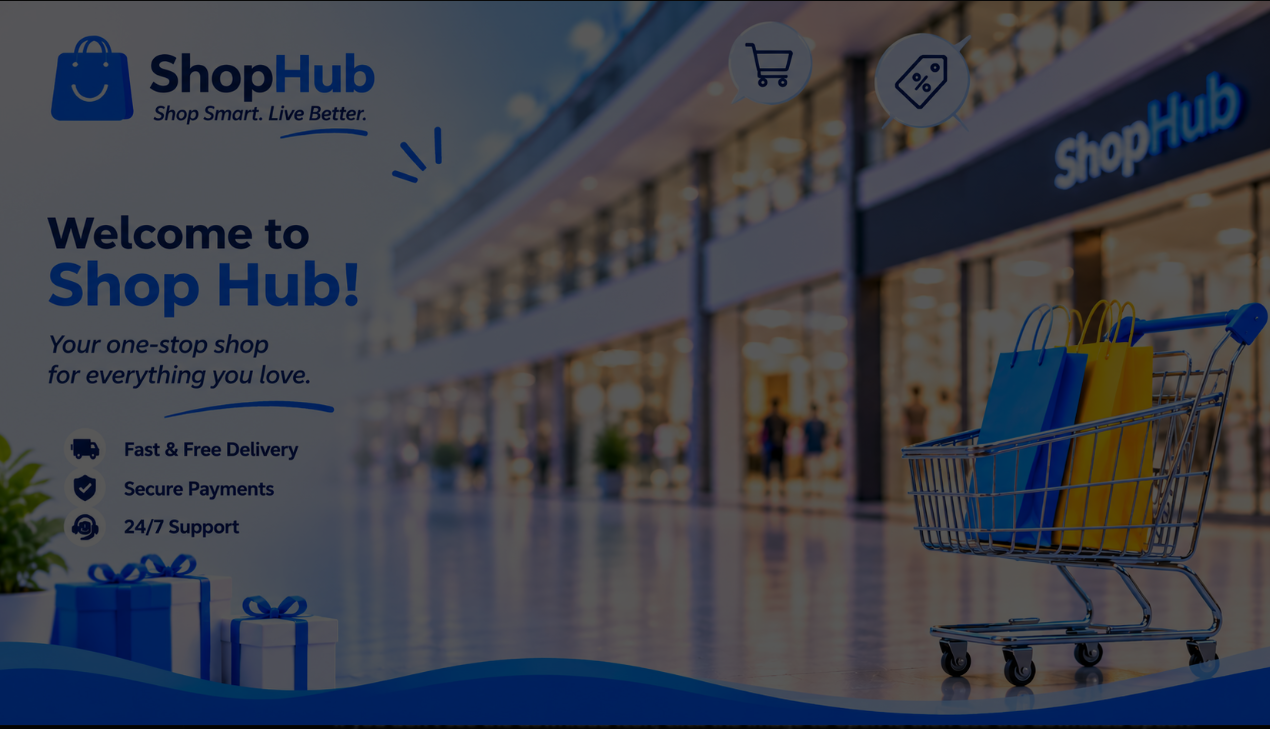 ShopHub
Shop Smart. Live Better.
ShopHub
Welcome to
Shop Hub!
Your one-stop shop
for everything you love.
Fast & Free Delivery
Secure Payments
24/7 Support
%